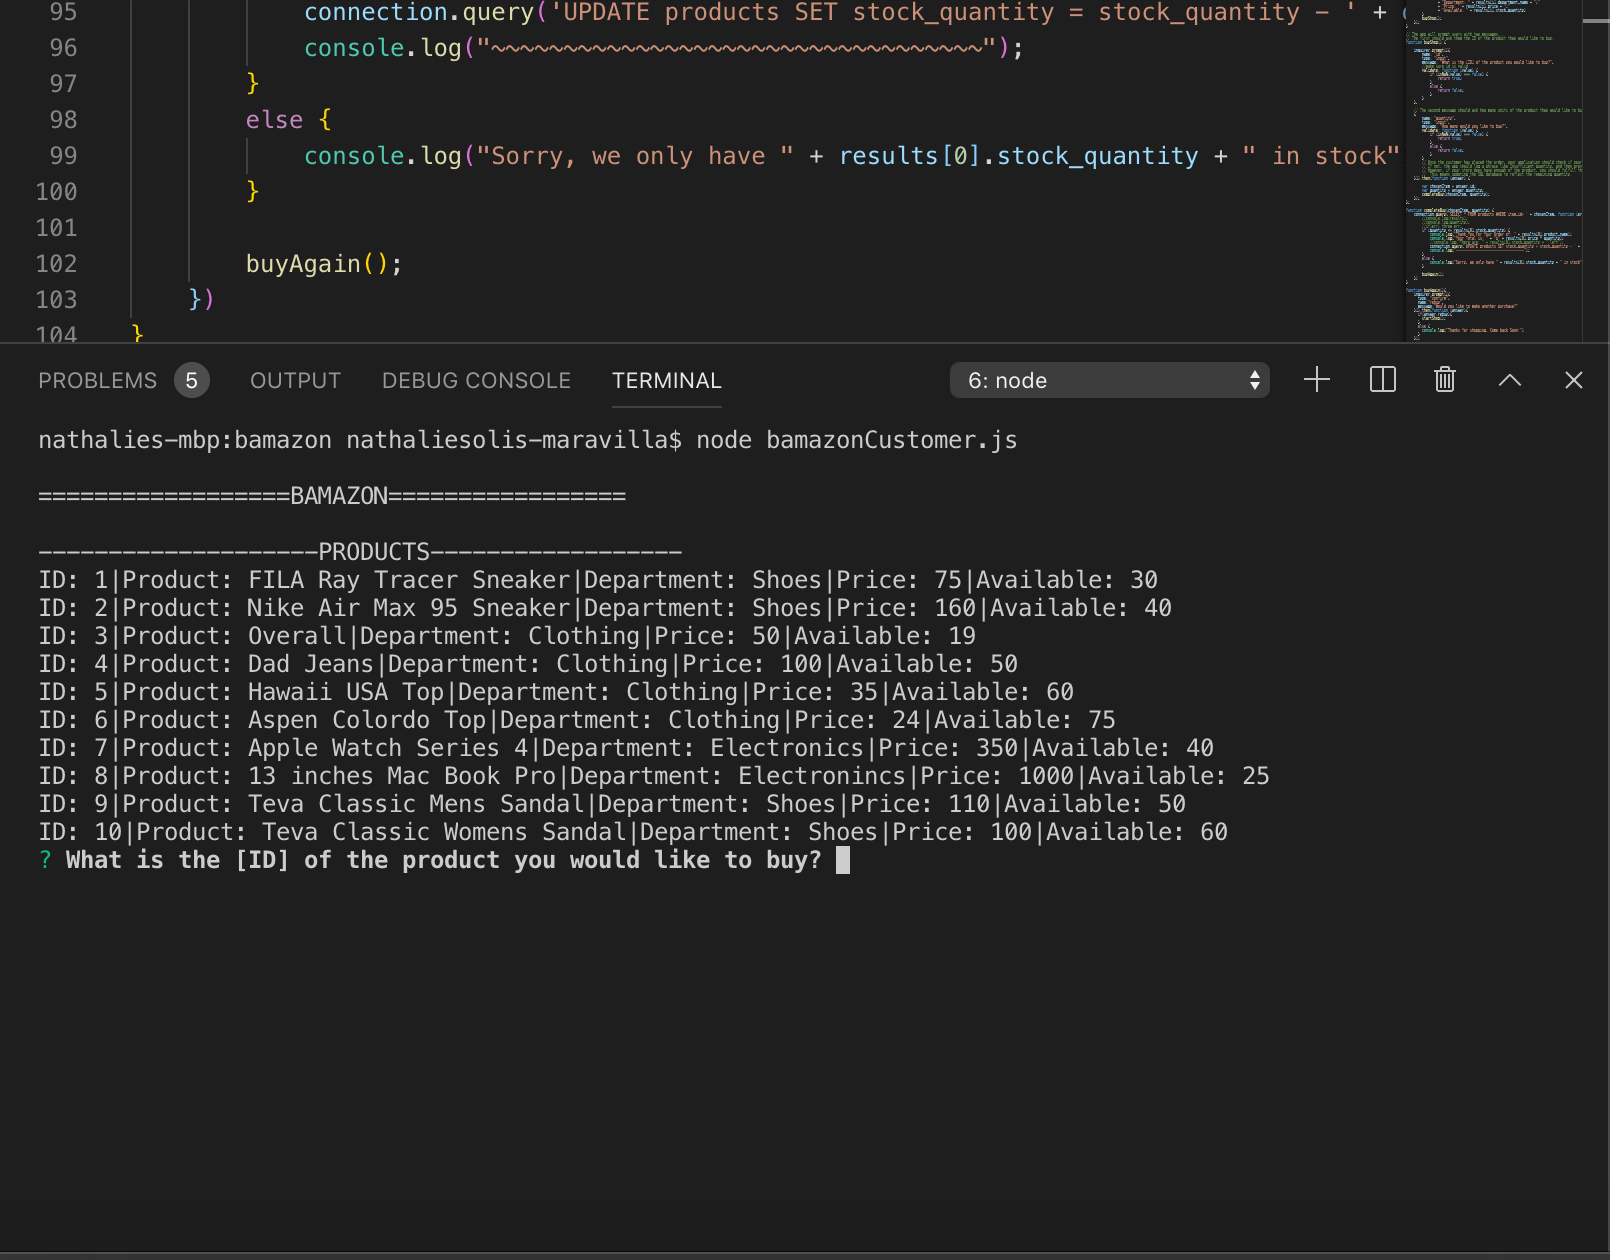 95 connection.query('UPDATE products SET stock_quantity = stock_quantity - ' +
96 console.log("~~~~~~~~~~~~~~~~~~~~~~~~~~~~~~~~~~");
97 }
98 else {
99 console.log("Sorry, we only have " + results[0].stock_quantity + " in stock"
100 }
101
102 buyAgain();
103 })
104 }
PROBLEMS 5 OUTPUT DEBUG CONSOLE TERMINAL 6: node
nathalies-mbp:bamazon nathaliesolis-maravilla$ node bamazonCustomer.js
==================BAMAZON=================
--------------------PRODUCTS------------------
ID: 1|Product: FILA Ray Tracer Sneaker|Department: Shoes|Price: 75|Available: 30
ID: 2|Product: Nike Air Max 95 Sneaker|Department: Shoes|Price: 160|Available: 40
ID: 3|Product: Overall|Department: Clothing|Price: 50|Available: 19
ID: 4|Product: Dad Jeans|Department: Clothing|Price: 100|Available: 50
ID: 5|Product: Hawaii USA Top|Department: Clothing|Price: 35|Available: 60
ID: 6|Product: Aspen Colordo Top|Department: Clothing|Price: 24|Available: 75
ID: 7|Product: Apple Watch Series 4|Department: Electronics|Price: 350|Available: 40
ID: 8|Product: 13 inches Mac Book Pro|Department: Electronincs|Price: 1000|Available: 25
ID: 9|Product: Teva Classic Mens Sandal|Department: Shoes|Price: 110|Available: 50
ID: 10|Product: Teva Classic Womens Sandal|Department: Shoes|Price: 100|Available: 60
? What is the [ID] of the product you would like to buy?